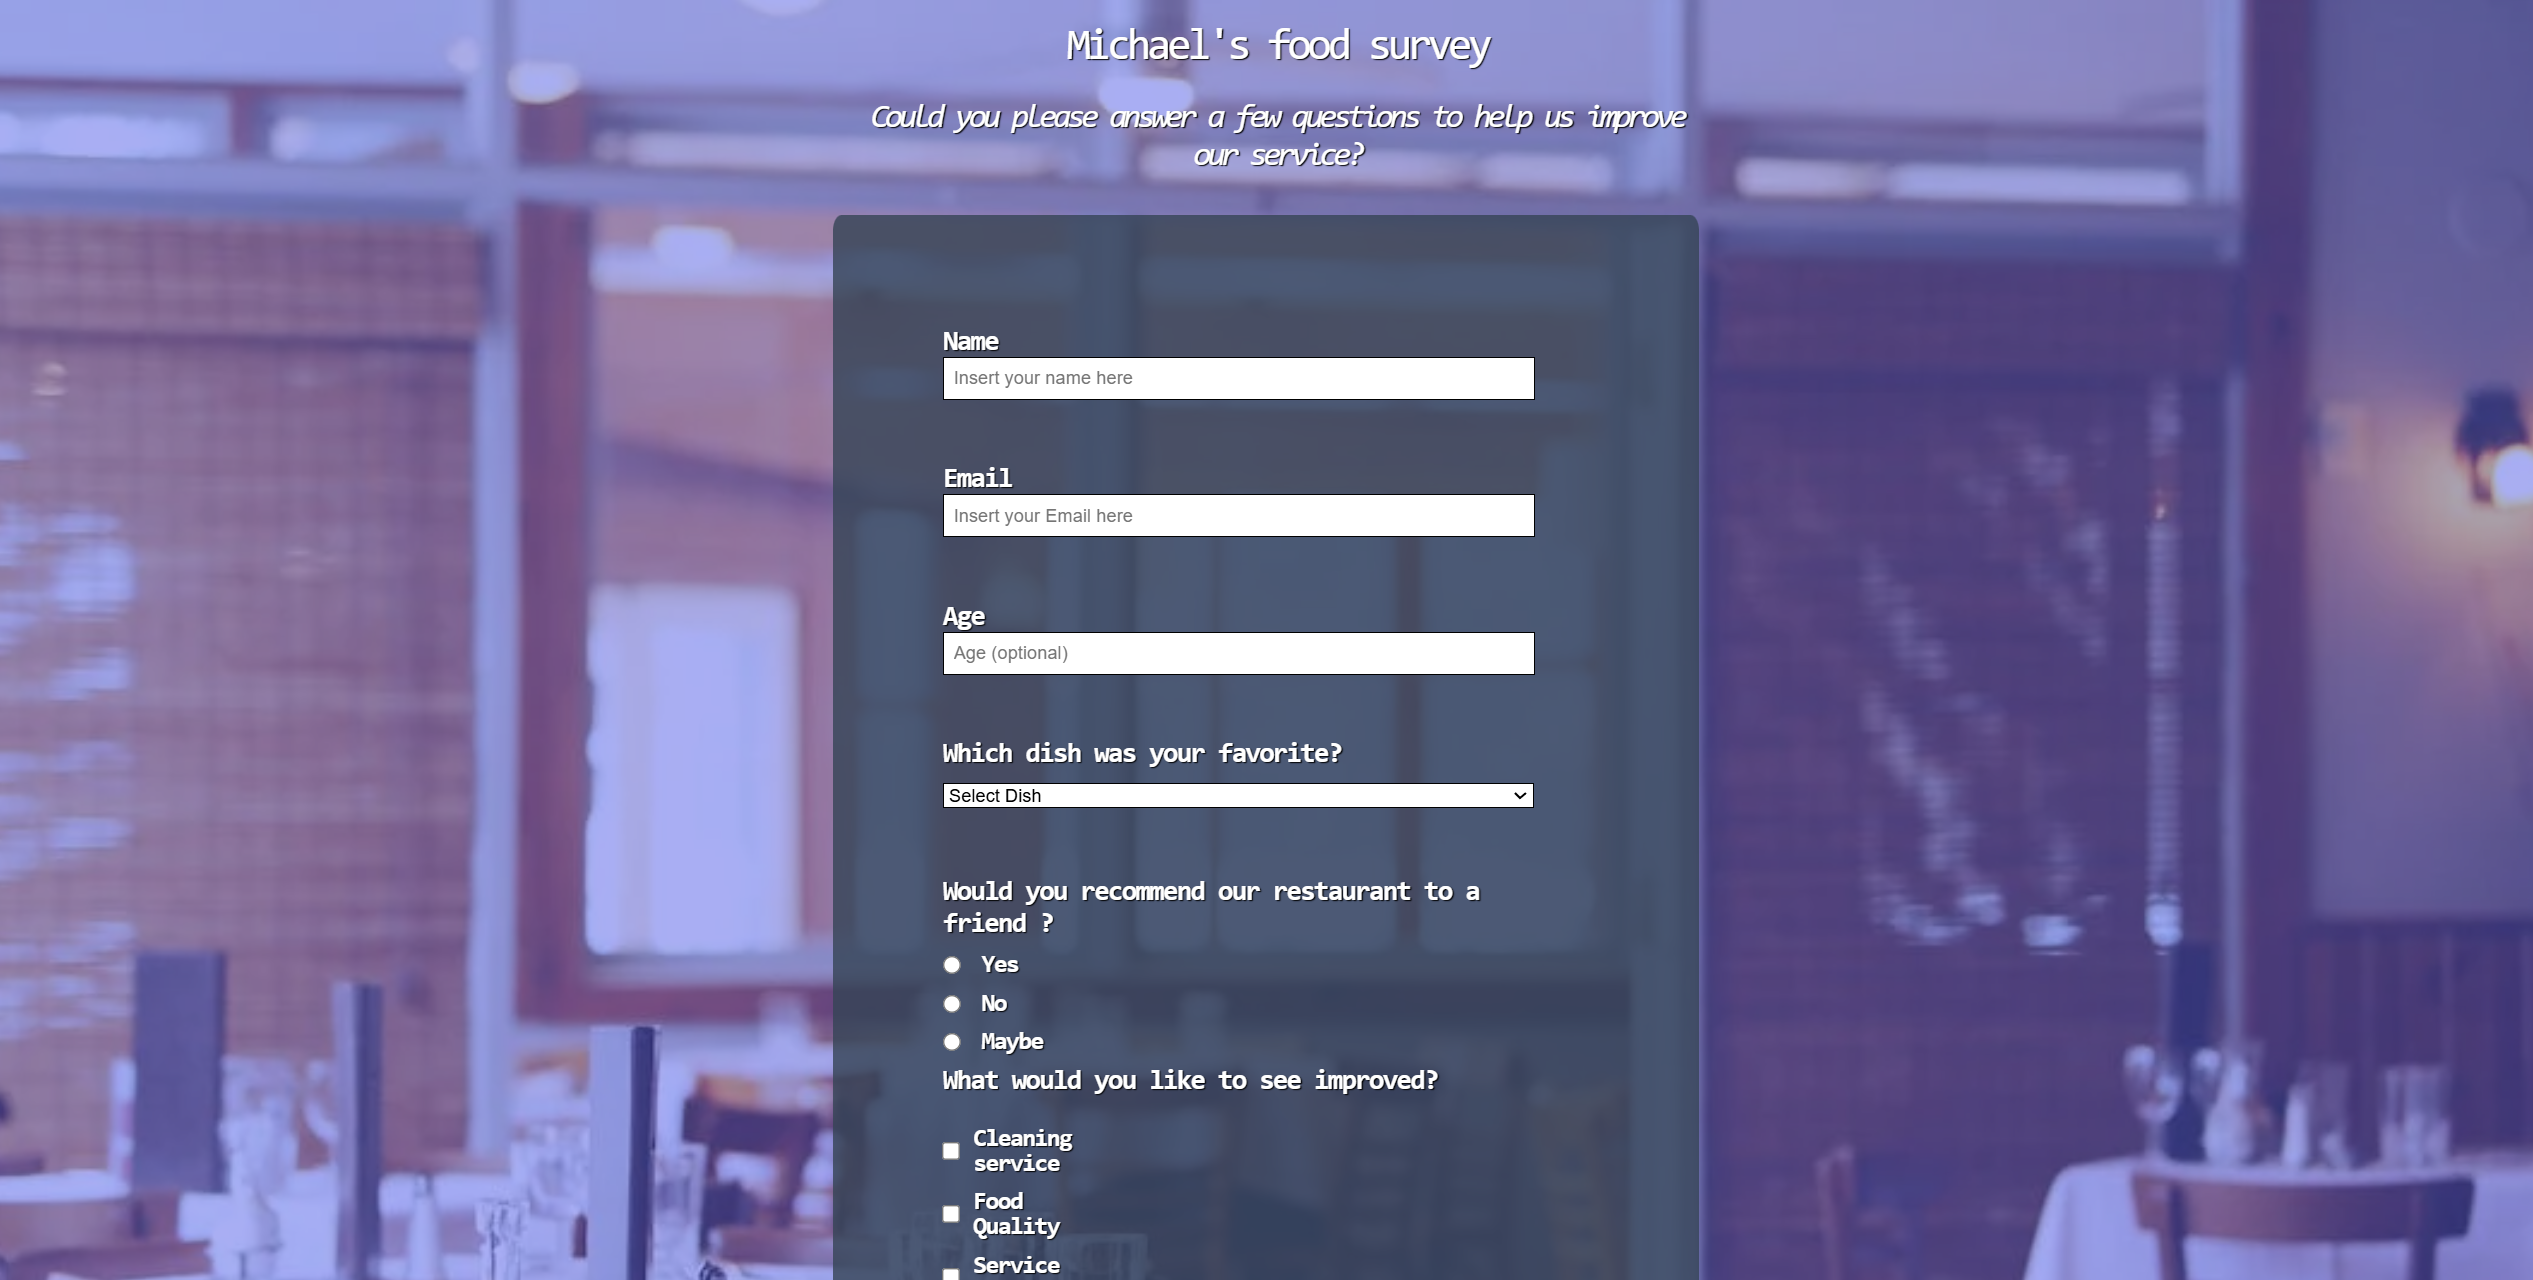 Michael's food survey
Could you please answer a few questions to help us improve
our service?
Name
Insert your name here
Email
Insert your Email here
Age
Age (optional)
Which dish was your favorite?
Select Dish
Would you recommend our restaurant to a
friend ?
Yes
No
Maybe
What would you like to see improved?
Cleaning
service
Food
Quality
Service